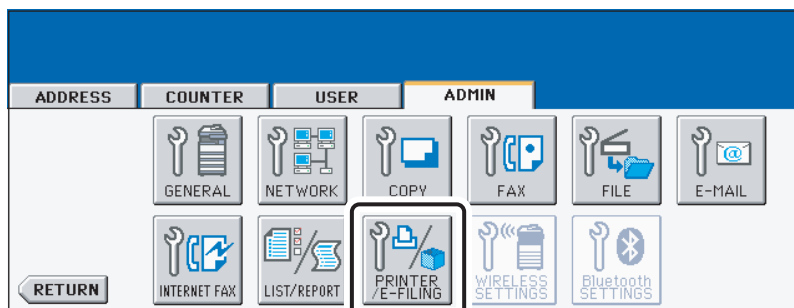 ADDRESS COUNTER USER ADMIN
GENERAL NETWORK COPY FAX FILE E-MAIL
INTERNET FAX LIST/REPORT PRINTER
/E-FILING WIRELESS
SETTINGS Bluetooth
SETTINGS
RETURN